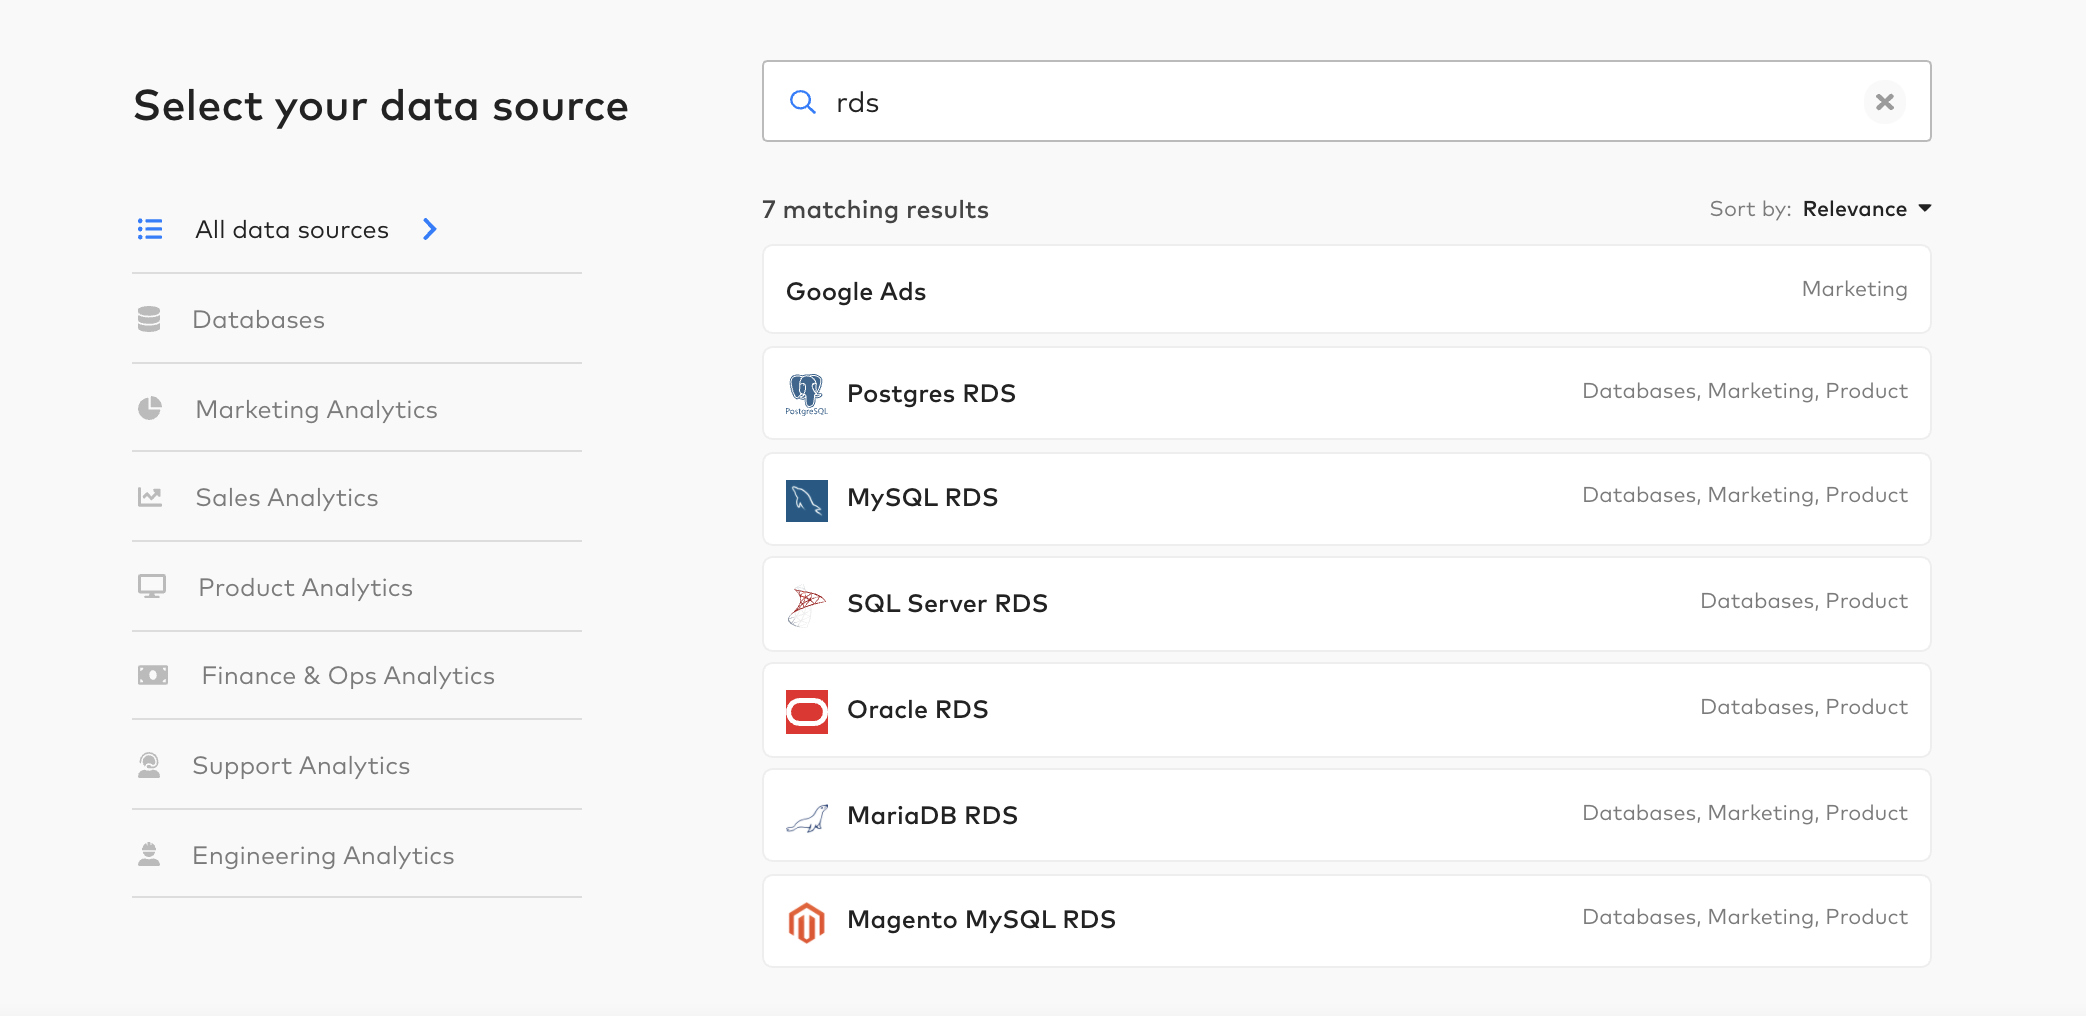 Select your data source
All data sources
Databases
Marketing Analytics
Sales Analytics
Product Analytics
Finance & Ops Analytics
Support Analytics
Engineering Analytics
rds
7 matching results
Sort by: Relevance
Google Ads Marketing
PostgreSQL
Postgres RDS Databases, Marketing, Product
MySQL RDS Databases, Marketing, Product
SQL Server RDS Databases, Product
Oracle RDS Databases, Product
MariaDB RDS Databases, Marketing, Product
Magento MySQL RDS Databases, Marketing, Product